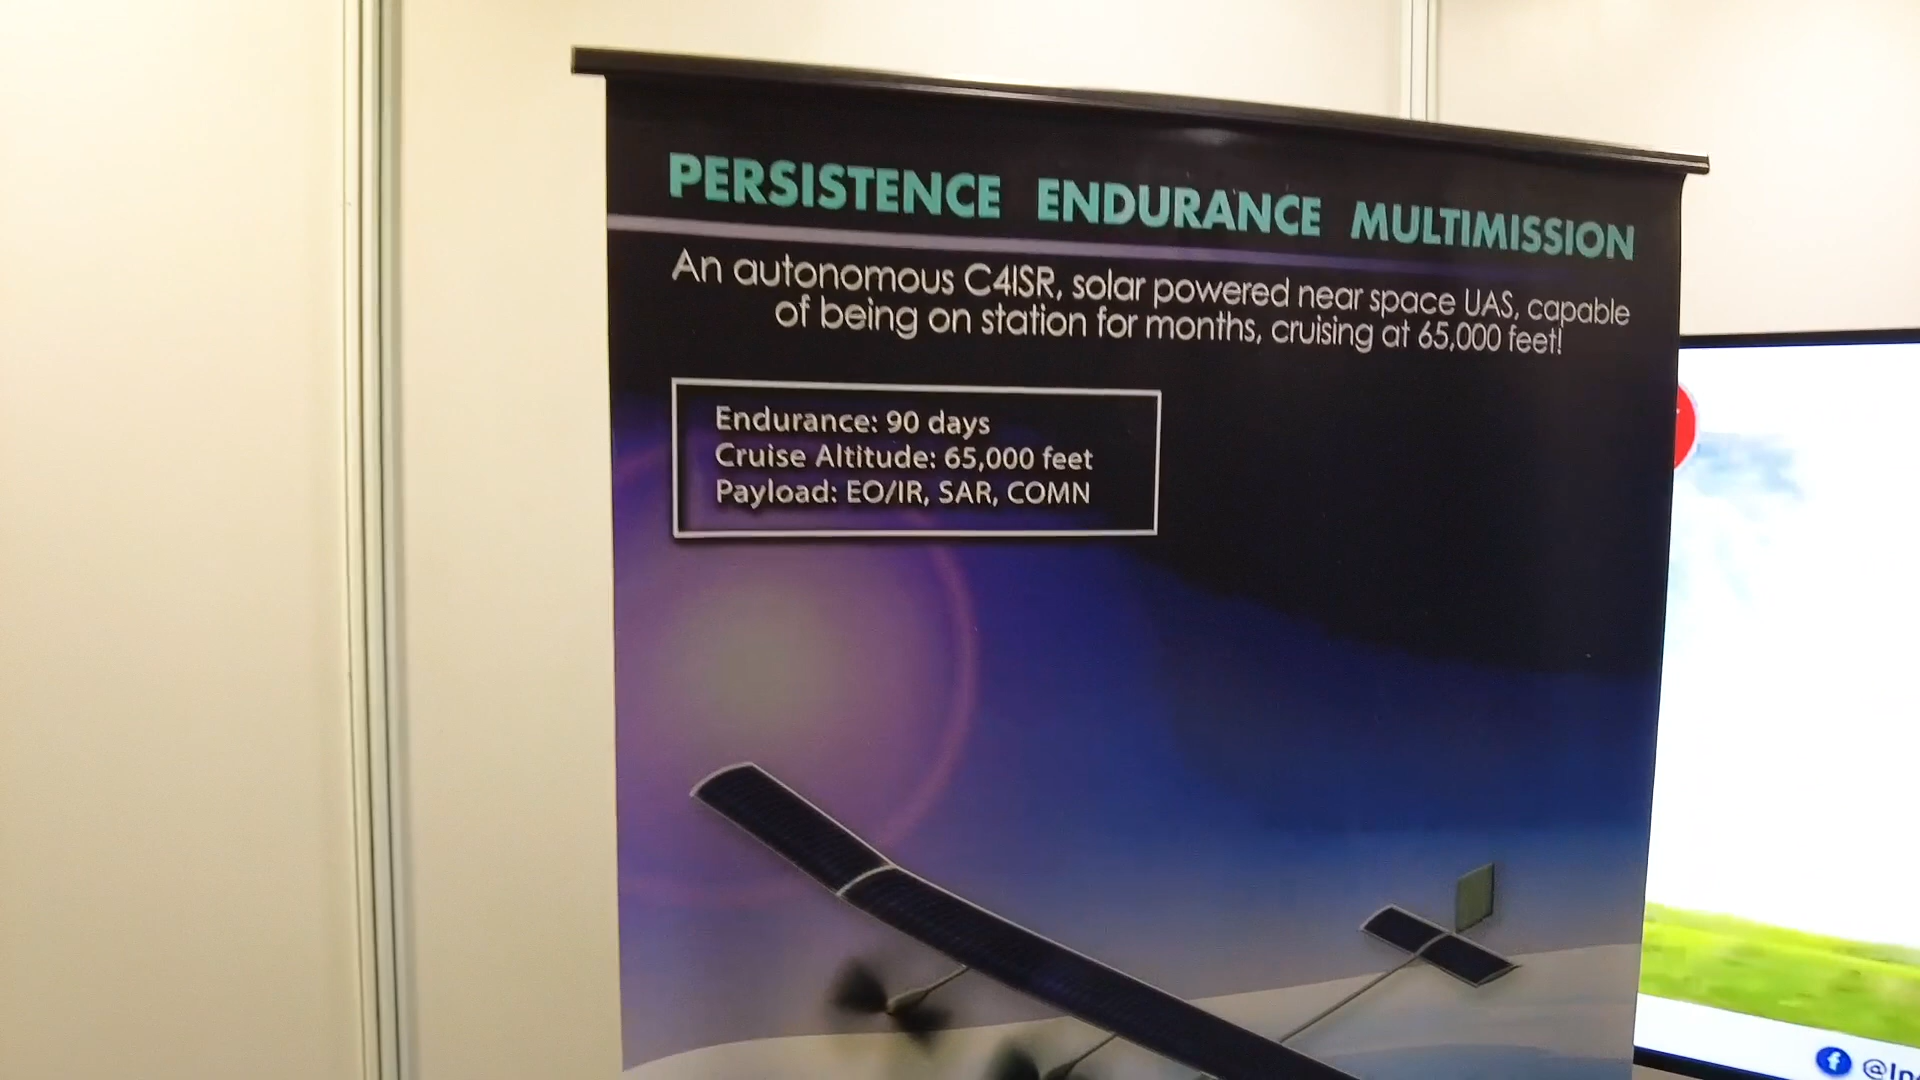 PERSISTENCE ENDURANCE MULTIMISSION
An autonomous C4ISR, solar powered near space UAS, capable
of being on station for months, cruising at 65,000 feet!
Endurance: 90 days
Cruise Altitude: 65,000 feet
Payload: EO/IR, SAR, COMN